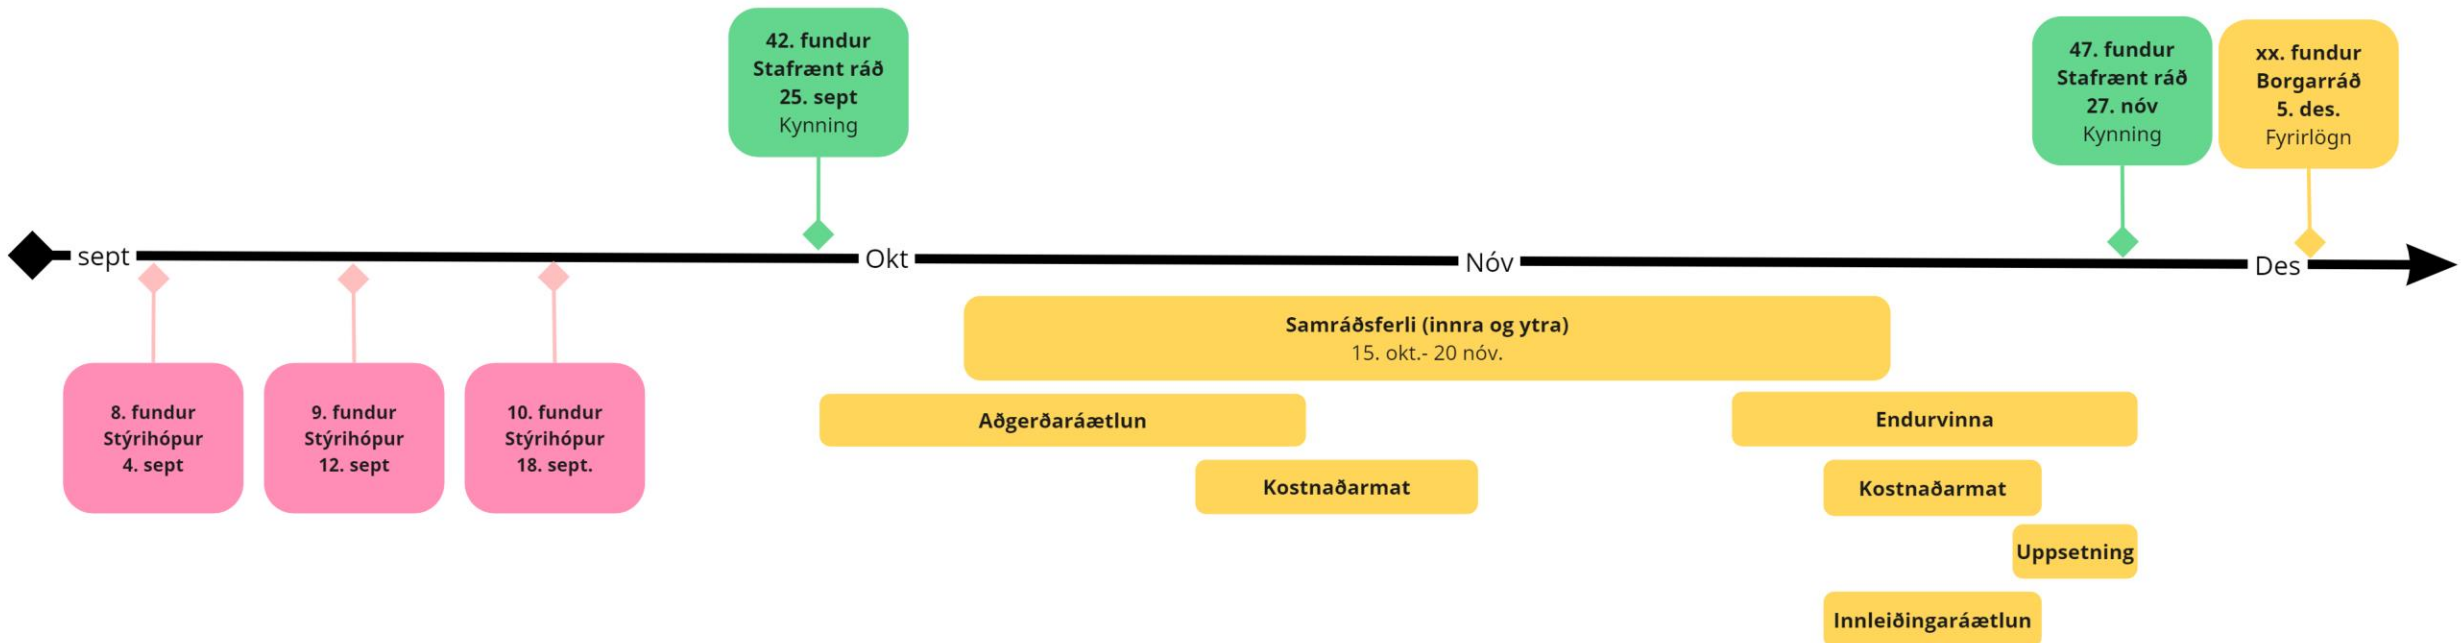 42. fundur
Stafrænt ráð
25. sept
Kynning
47. fundur
Stafrænt ráð
27. nóv
Kynning
xx. fundur
Borgarráð
5. des.
Fyrirlögn
sept
Okt
Nóv
Des
8. fundur
Stýrihópur
4. sept
9. fundur
Stýrihópur
12. sept
10. fundur
Stýrihópur
18. sept.
Samráðsferli (innra og ytra)
15. okt.- 20 nóv.
Aðgerðaráætlun
Endurvinna
Kostnaðarmat
Kostnaðarmat
Uppsetning
Innleiðingaráætlun